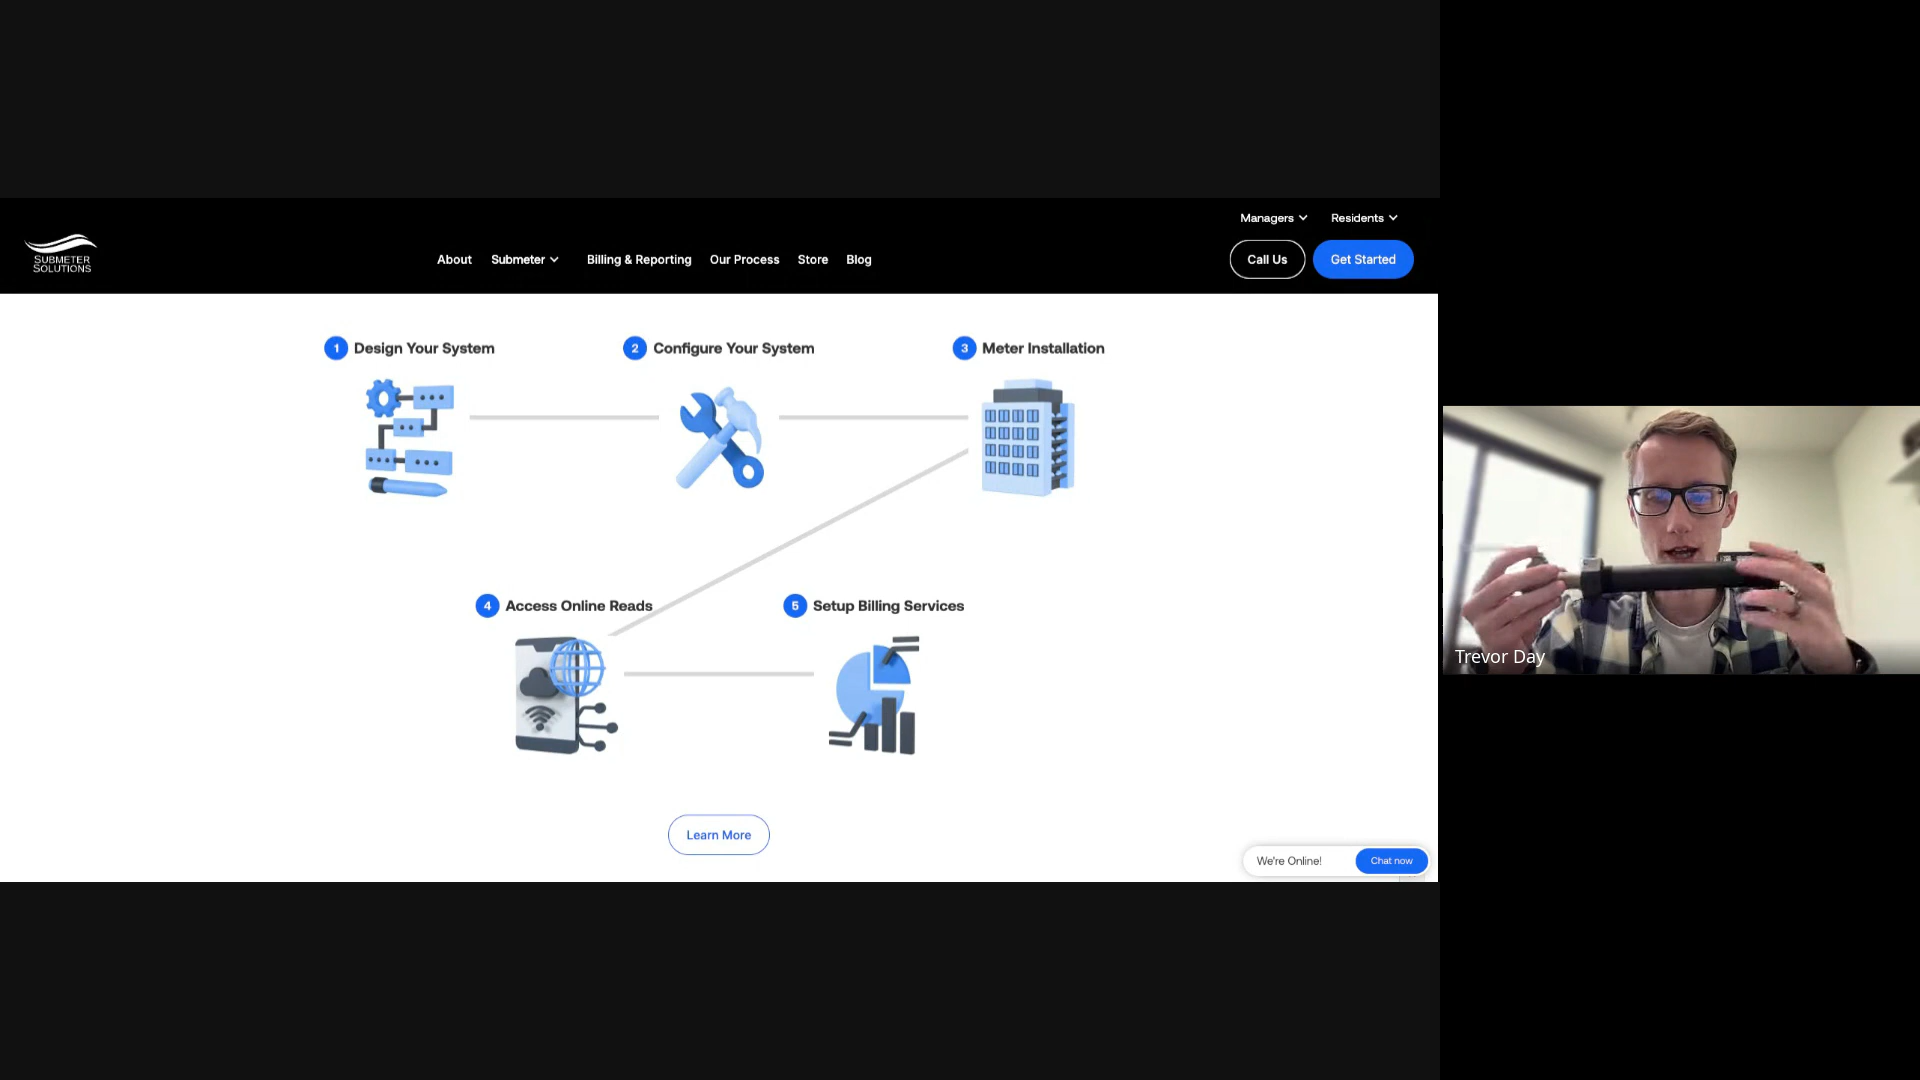 Managers
Residents
SUBMETER
SOLUTIONS
About
Submeter
Billing & Reporting
Our Process
Store
Blog
Call Us
Get Started
1 Design Your System
2 Configure Your System
3 Meter Installation
4 Access Online Reads
5 Setup Billing Services
Learn More
We're Online!
Chat now
Trevor Day